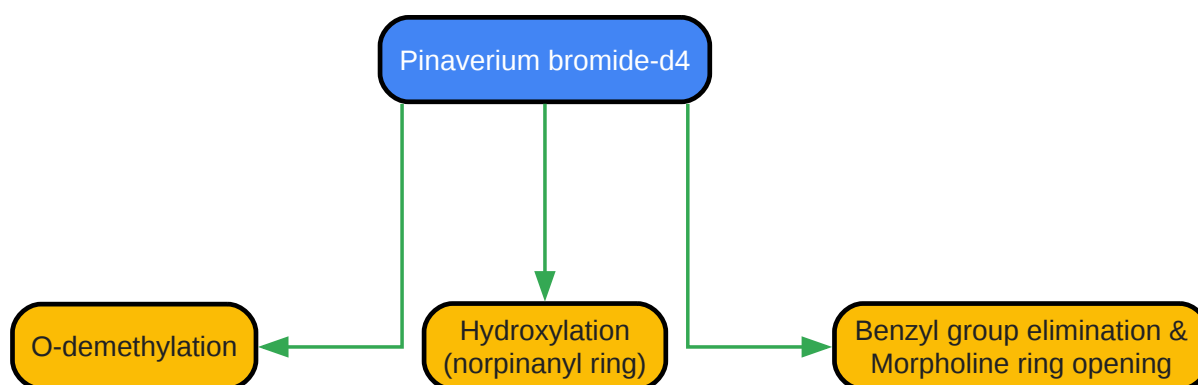 Pinaverium bromide-d4
O-demethylation
Hydroxylation
(norpinanyl ring)
Benzyl group elimination &
Morpholine ring opening